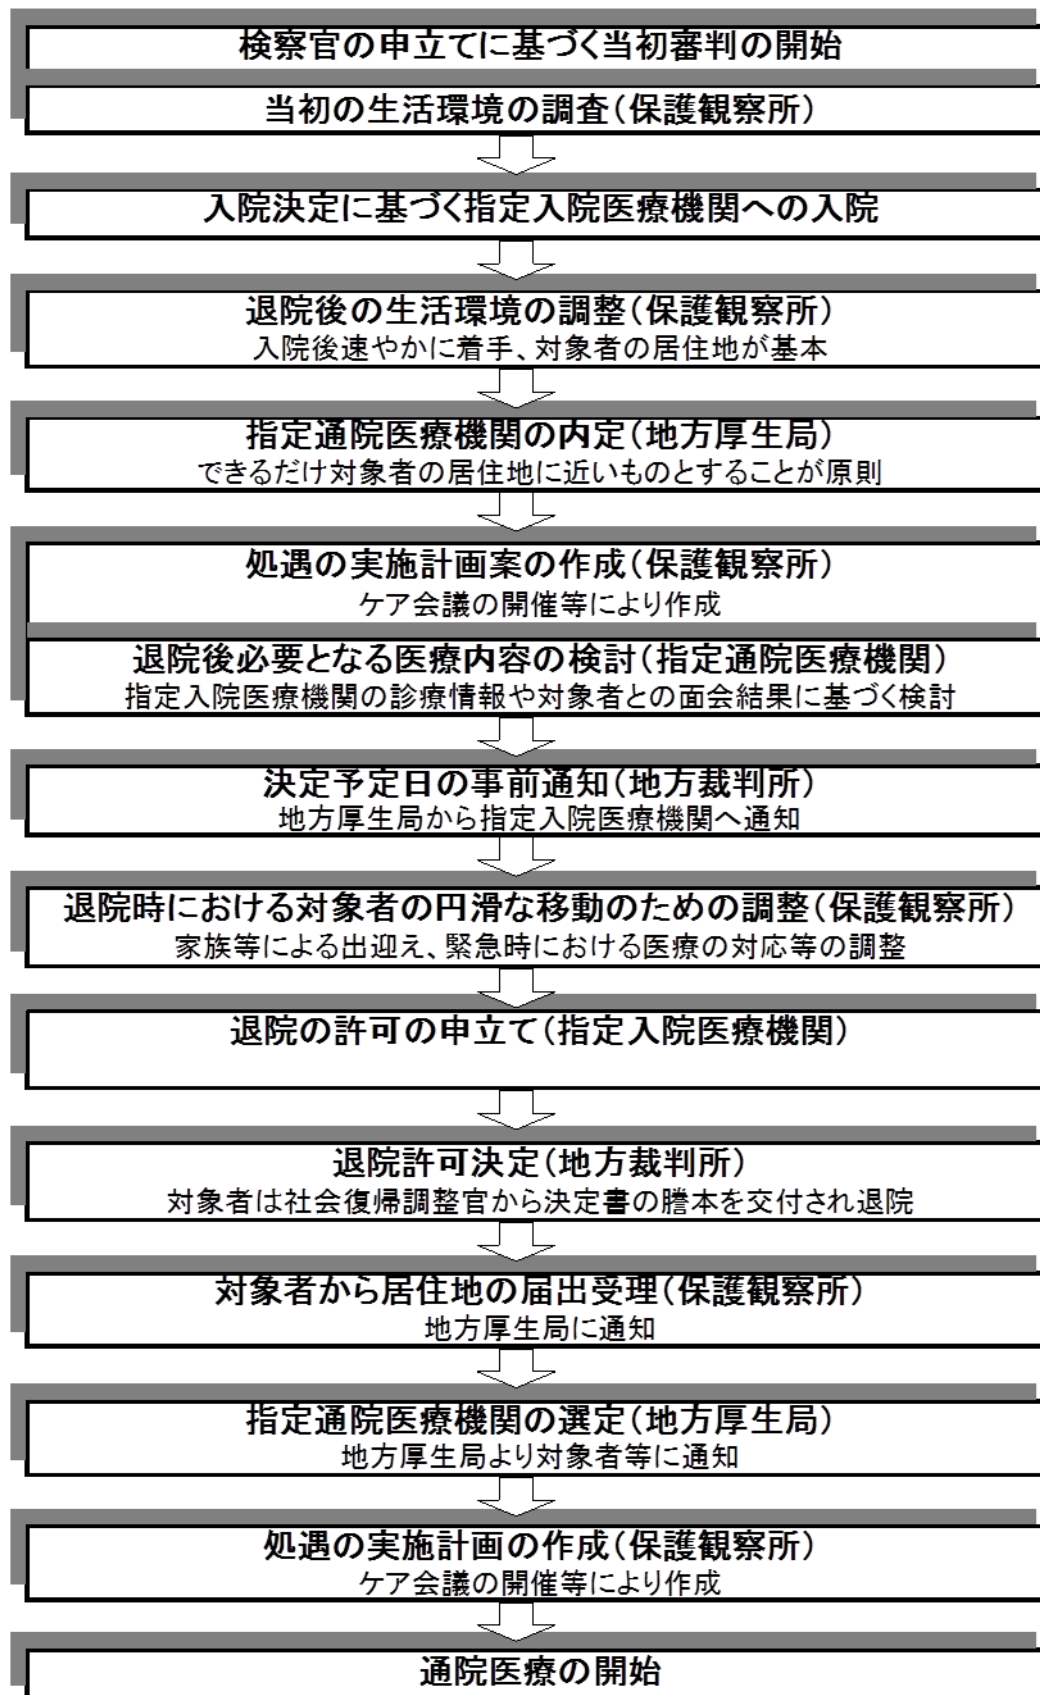 検察官の申立てに基づく当初審判の開始
当初の生活環境の調査(保護観察所)
入院決定に基づく指定入院医療機関への入院
退院後の生活環境の調整(保護観察所)
入院後速やかに着手、対象者の居住地が基本
指定通院医療機関の内定(地方厚生局)
できるだけ対象者の居住地に近いものとすることが原則
処遇の実施計画案の作成(保護観察所)
ケア会議の開催等により作成
退院後必要となる医療内容の検討(指定通院医療機関)
指定入院医療機関の診療情報や対象者との面会結果に基づく検討
決定予定日の事前通知(地方裁判所)
地方厚生局から指定入院医療機関へ通知
退院時における対象者の円滑な移動のための調整(保護観察所)
家族等による出迎え、緊急時における医療の対応等の調整
退院の許可の申立て(指定入院医療機関)
退院許可決定(地方裁判所)
対象者は社会復帰調整官から決定書の謄本を交付され退院
対象者から居住地の届出受理(保護観察所)
地方厚生局に通知
指定通院医療機関の選定(地方厚生局)
地方厚生局より対象者等に通知
処遇の実施計画の作成(保護観察所)
ケア会議の開催等により作成
通院医療の開始